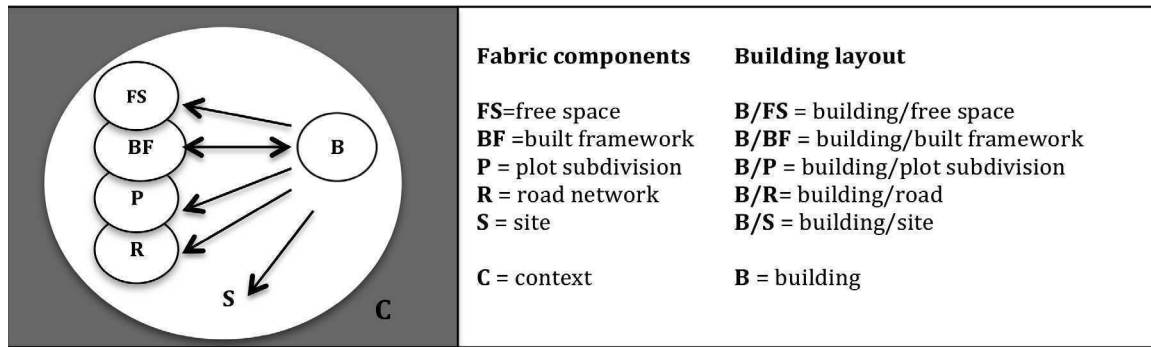 FS
BF
P
R
B
S
C
Fabric components
FS=free space
BF =built framework
P = plot subdivision
R = road network
S = site
C = context
Building layout
B/FS = building/free space
B/BF = building/built framework
B/P = building/plot subdivision
B/R= building/road
B/S = building/site
B = building